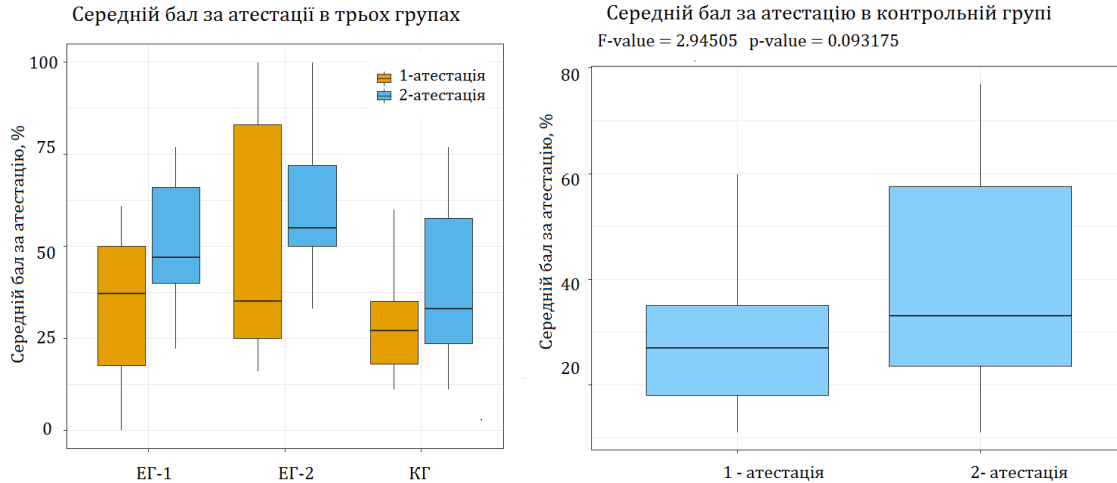 Середній бал за атестації в трьох групах
100
75
50
25
0
Середній бал за атестацію, %
1-атестація
2-атестація
ЕГ-1
ЕГ-2
КГ
Середній бал за атестацію в контрольній групі
F-value = 2.94505 p-value = 0.093175
80
60
40
20
Середній бал за атестацію, %
1 - атестація
2- атестація